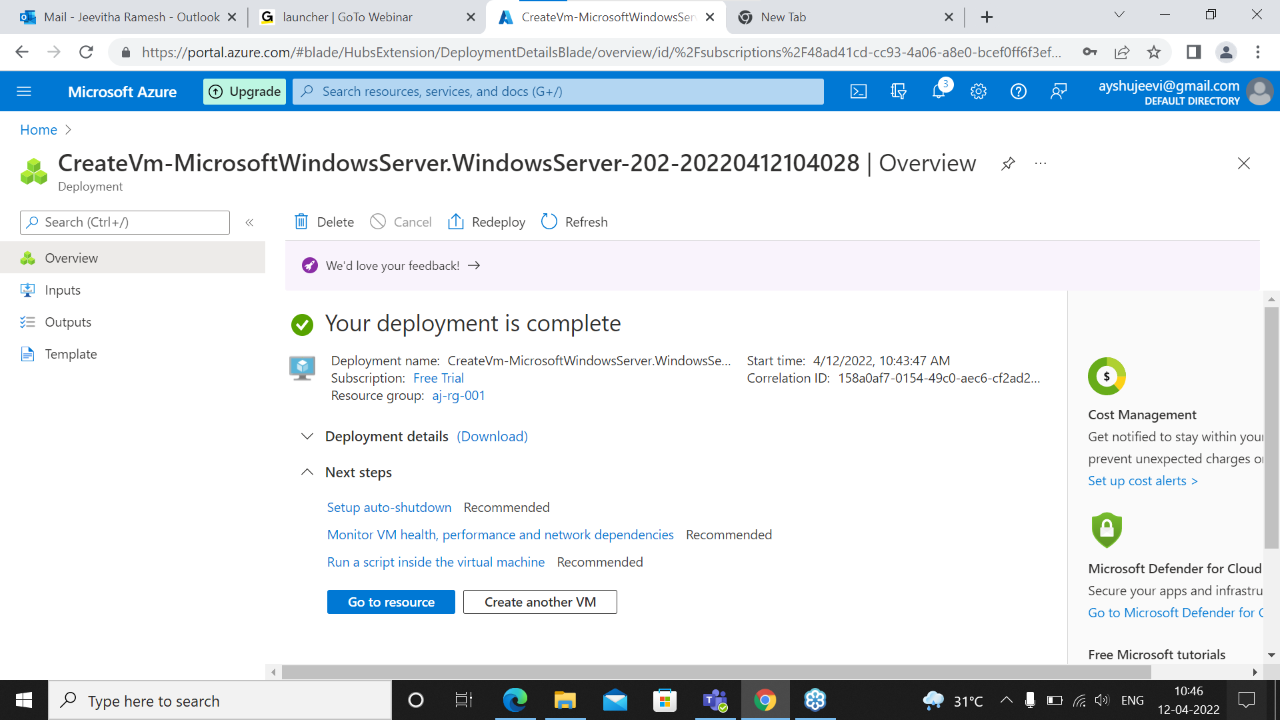 Mail - Jeevitha Ramesh - Outlook
launcher | GoTo Webinar
CreateVm-MicrosoftWindowsSer
New Tab
https://portal.azure.com/#blade/HubsExtension/DeploymentDetailsBlade/overview/id/%2Fsubscriptions%2F48ad41cd-cc93-4a06-a8e0-bcef0ff6f3ef...
Microsoft Azure
Upgrade
Search resources, services, and docs (G+/)
3
ayshujeevi@gmail.com
DEFAULT DIRECTORY
Home
CreateVm-MicrosoftWindowsServer.WindowsServer-202-20220412104028 | Overview
Deployment
Search (Ctrl+/)
Delete
Cancel
Redeploy
Refresh
Overview
Inputs
Outputs
Template
We'd love your feedback!
Your deployment is complete
Deployment name: CreateVm-MicrosoftWindowsServer.WindowsSe...
Subscription: Free Trial
Resource group: aj-rg-001
Start time: 4/12/2022, 10:43:47 AM
Correlation ID: 158a0af7-0154-49c0-aec6-cf2ad2...
Deployment details (Download)
Next steps
Setup auto-shutdown Recommended
Monitor VM health, performance and network dependencies Recommended
Run a script inside the virtual machine Recommended
Go to resource
Create another VM
$
Cost Management
Get notified to stay within your
prevent unexpected charges o
Set up cost alerts >
Microsoft Defender for Cloud
Secure your apps and infrastru
Go to Microsoft Defender for C
Free Microsoft tutorials
Type here to search
31°C
ENG
10:46
12-04-2022